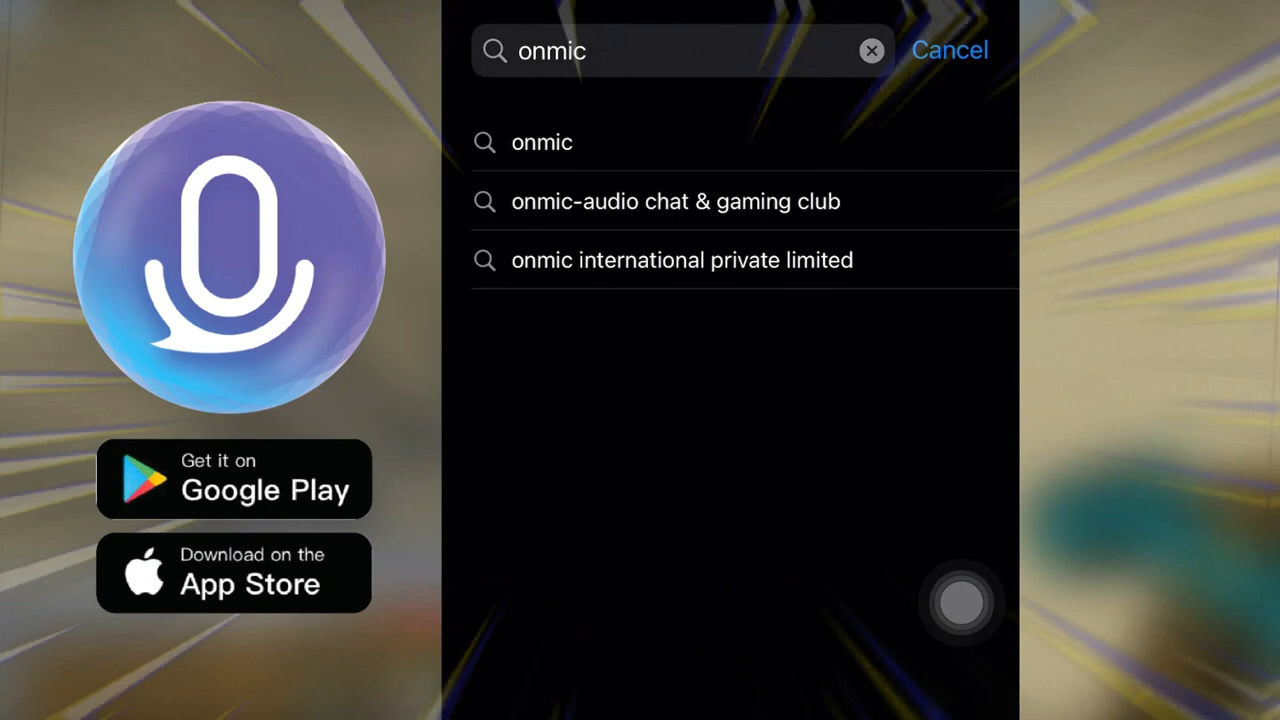 onmic
Cancel
onmic
onmic-audio chat & gaming club
onmic international private limited
Get it on
Google Play
Download on the
App Store